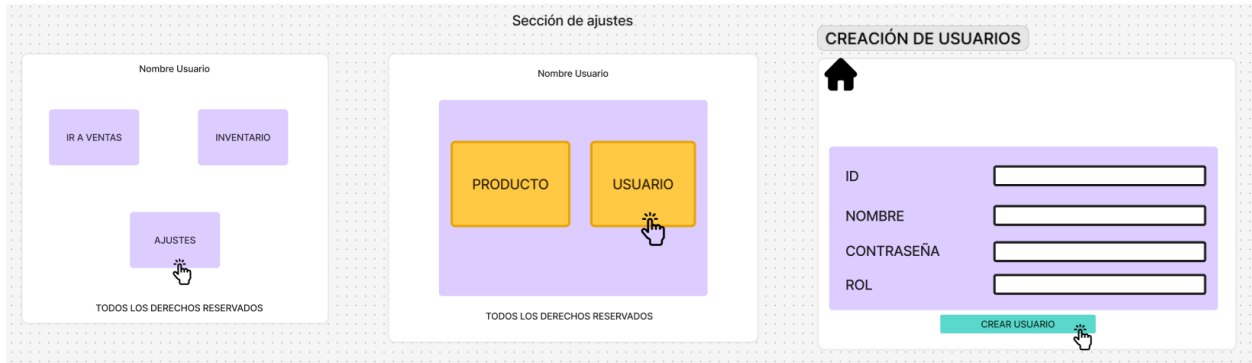 Sección de ajustes
Nombre Usuario
IR A VENTAS
INVENTARIO
AJUSTES
TODOS LOS DERECHOS RESERVADOS
Nombre Usuario
PRODUCTO
USUARIO
TODOS LOS DERECHOS RESERVADOS
CREACIÓN DE USUARIOS
ID
NOMBRE
CONTRASEÑA
ROL
CREAR USUARIO